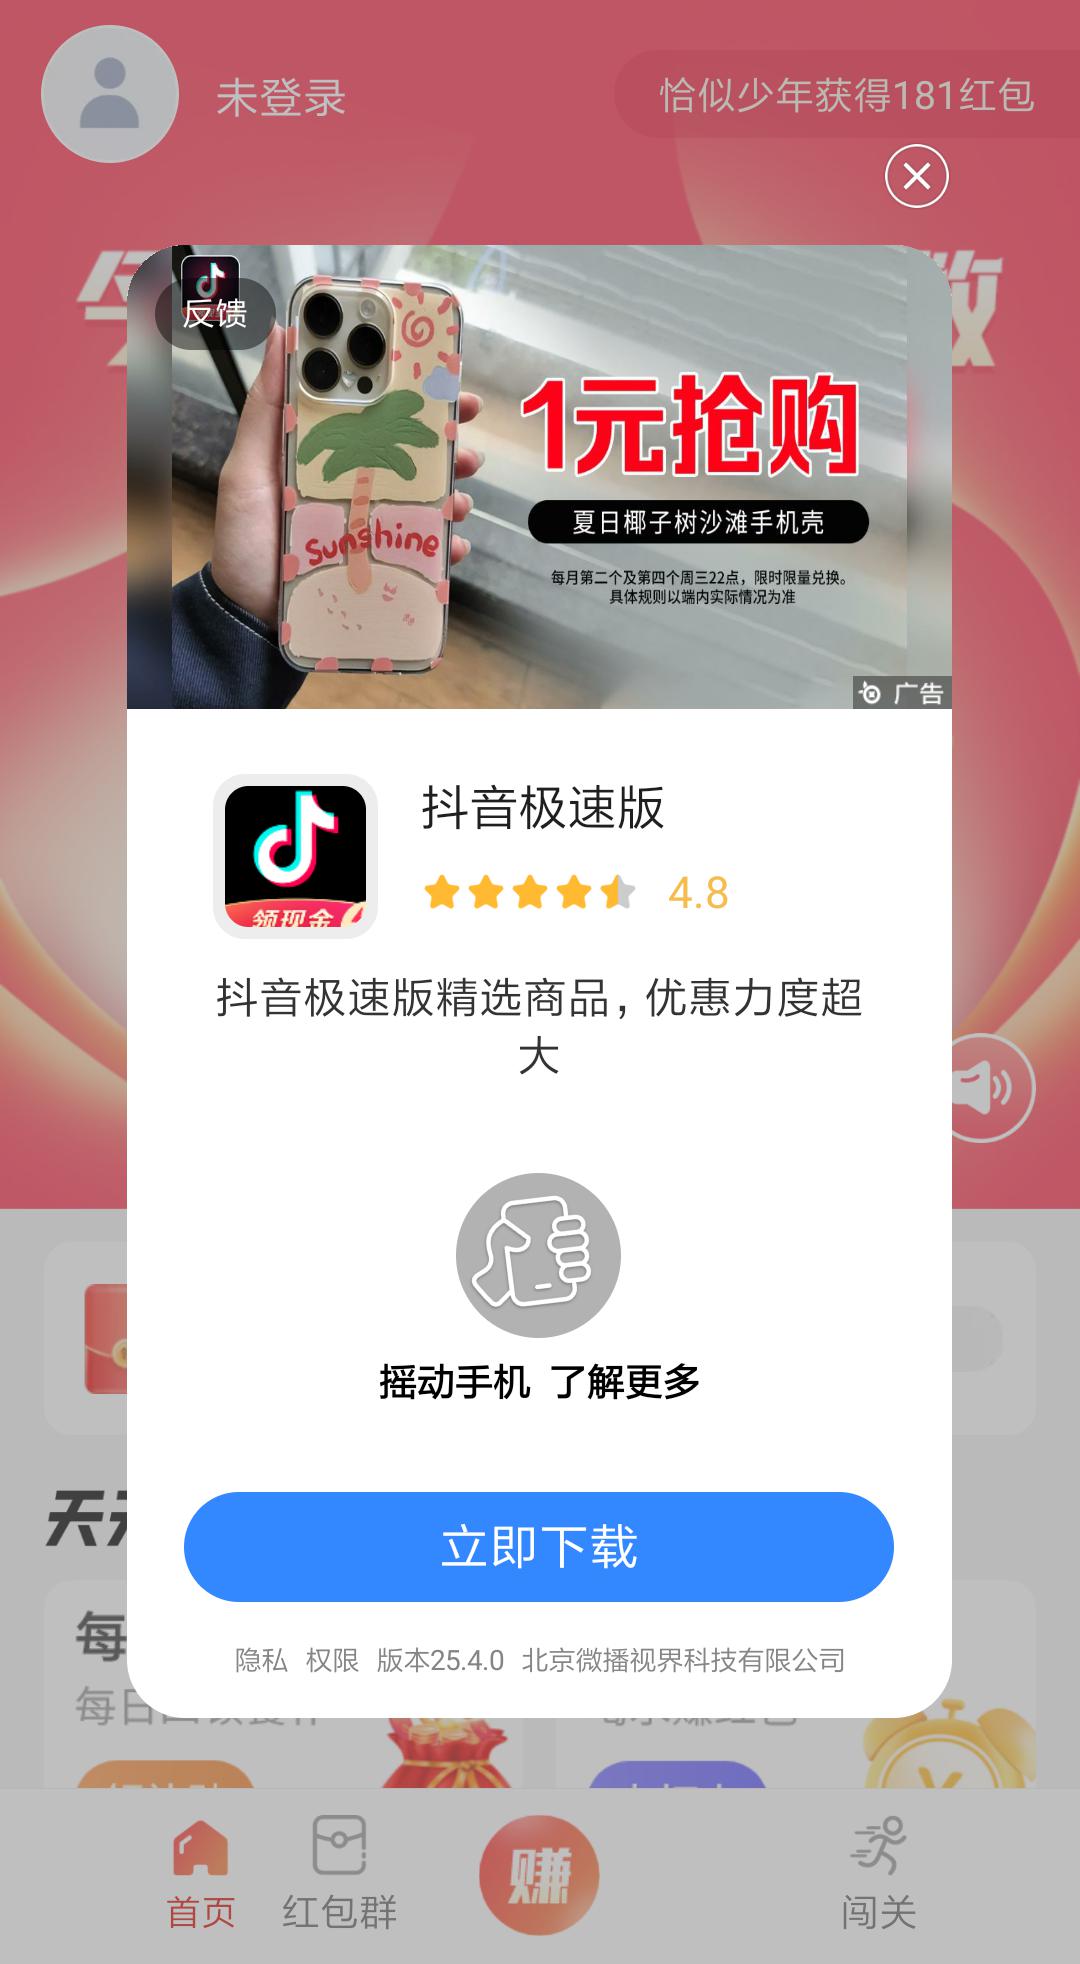 未登录
恰似少年获得181红包
数
反馈
1元抢购
夏日椰子树沙滩手机壳
Sunshine
每月第二个及第四个周三22点，限时限量兑换。
具体规则以端内实际情况为准
广告
抖音极速版
领现金
4.8
抖音极速版精选商品，优惠力度超
大
摇动手机 了解更多
立即下载
隐私 权限 版本25.4.0 北京微播视界科技有限公司
天天
每
每日
首页
红包群
赚
闯关